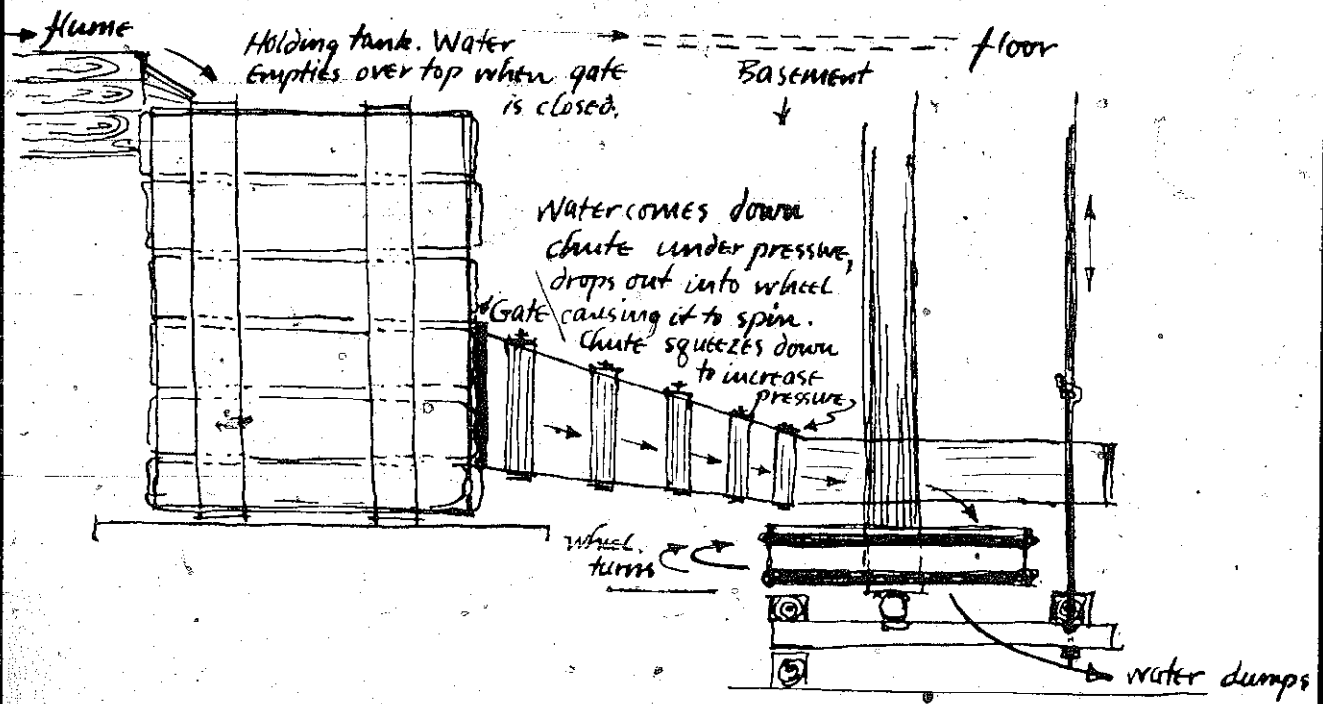 flume
Holding tank. Water
Empties over top when gate
is closed.
floor
Basement
Water comes down
chute under pressure,
drops out into wheel
causing it to spin.
Gate
Chute squeezes down
to increase
pressure
wheel
turns
water dumps